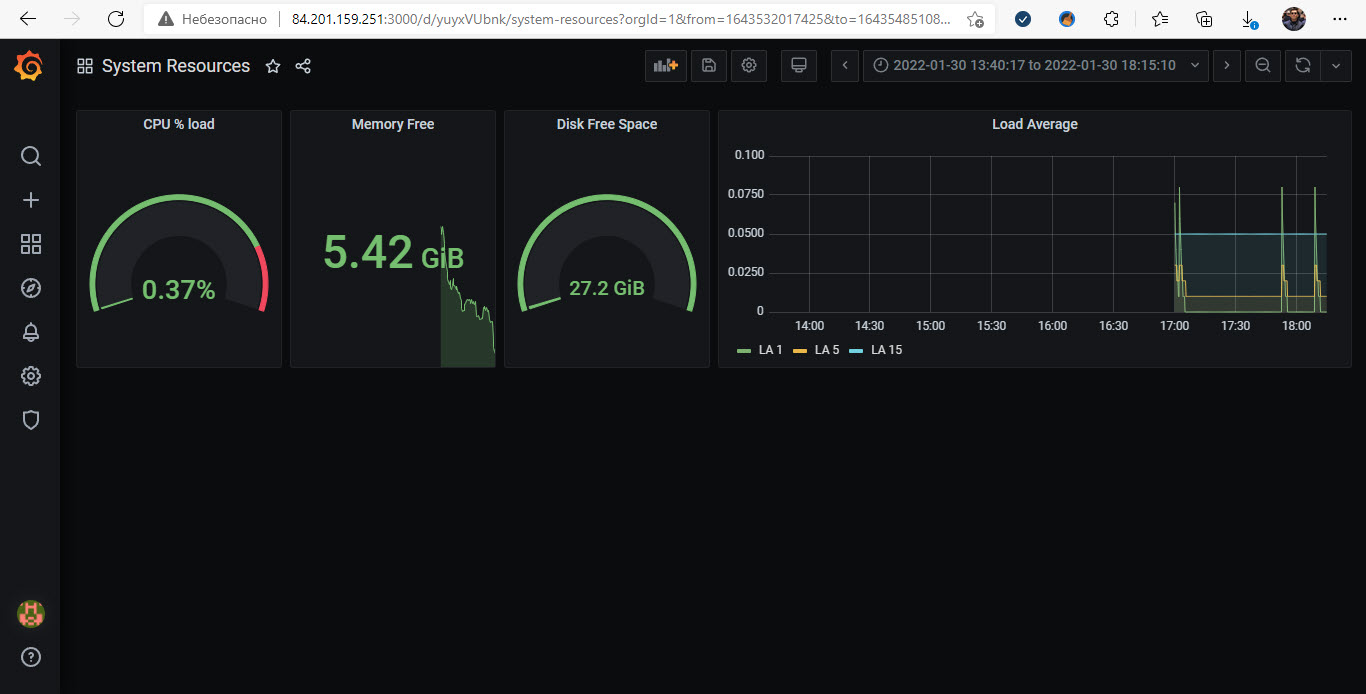 Небезопасно 84.201.159.251:3000/d/yuyxVUbnk/system-resources?orgId=1&from=1643532017425&to=16435485108...
System Resources
2022-01-30 13:40:17 to 2022-01-30 18:15:10
CPU % load
0.37%
Memory Free
5.42 GiB
Disk Free Space
27.2 GiB
Load Average
0.100
0.0750
0.0500
0.0250
0
14:00 14:30 15:00 15:30 16:00 16:30 17:00 17:30 18:00
LA 1 LA 5 LA 15